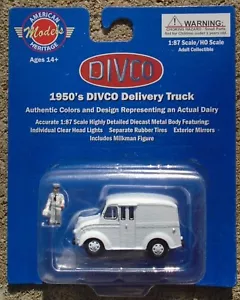 AMERICAN
Models
HERITAGE
Ages 14+
WARNING:
1:87 Scale/HO Scale
Adult Collectible
DIVCO
1950's DIVCO Delivery Truck
Authentic Colors and Design Representing an Actual Dairy
Accurate 1:87 Scale Highly Detailed Diecast Metal Body Featuring:
Individual Clear Head Lights Separate Rubber Tires Exterior Mirrors
Includes Milkman Figure